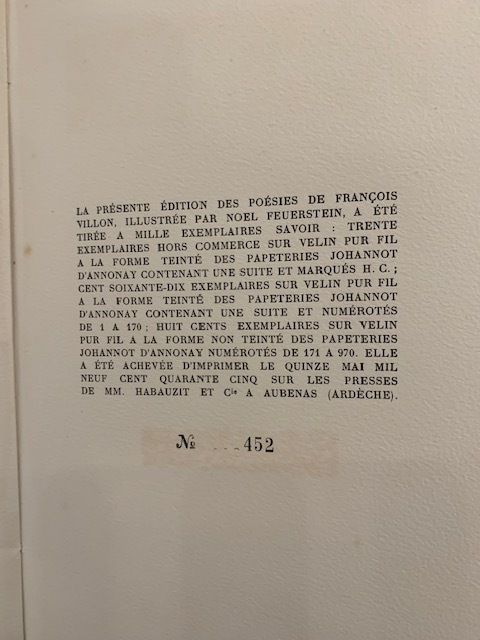 LA PRÉSENTE ÉDITION DES POÉSIES DE FRANÇOIS
VILLON, ILLUSTRÉE PAR NOEL FEUERSTEIN, A ÉTÉ
TIRÉE A MILLE EXEMPLAIRES SAVOIR : TRENTE
EXEMPLAIRES HORS COMMERCE SUR VELIN PUR FIL
A LA FORME TEINTÉ DES PAPETERIES JOHANNOT
D'ANNONAY CONTENANT UNE SUITE ET MARQUÉS H. C. ;
CENT SOIXANTE-DIX EXEMPLAIRES SUR VELIN PUR FIL
A LA FORME TEINTÉ DES PAPETERIES JOHANNOT
D'ANNONAY CONTENANT UNE SUITE ET NUMÉROTÉS
DE 1 A 170 ; HUIT CENTS EXEMPLAIRES SUR VELIN
PUR FIL A LA FORME NON TEINTÉ DES PAPETERIES
JOHANNOT D'ANNONAY NUMÉROTÉS DE 171 A 970. ELLE
A ÉTÉ ACHEVÉE D'IMPRIMER LE QUINZE MAI MIL
NEUF CENT QUARANTE CINQ SUR LES PRESSES
DE MM. HABAUZIT ET Cie A AUBENAS (ARDÈCHE).
№ ...452